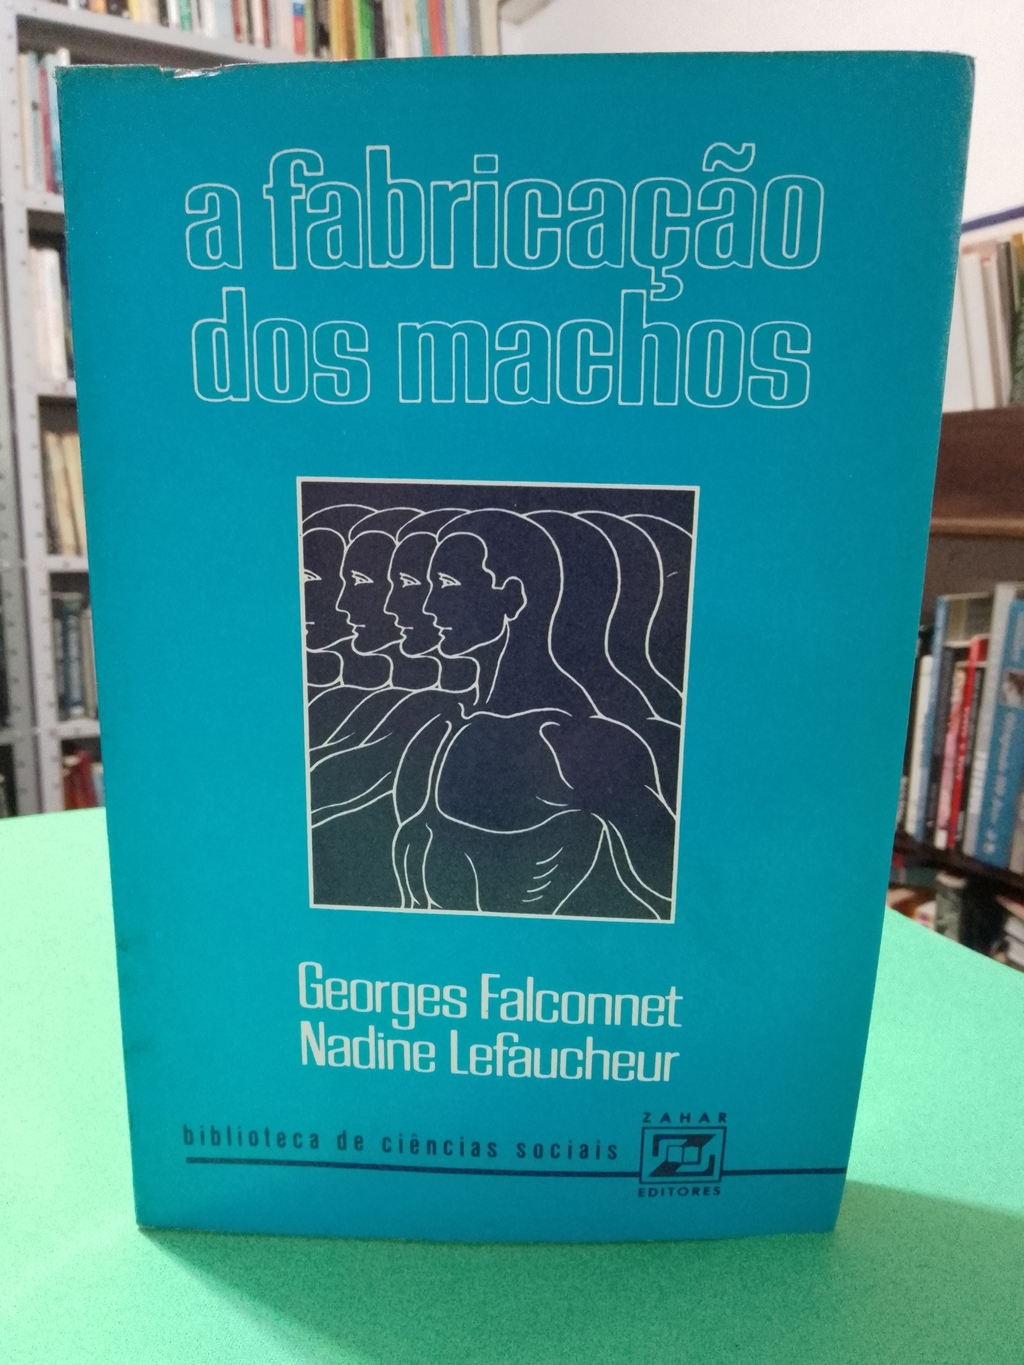 a fabricação
dos machos
Georges Falconnet
Nadine Lefaucheur
biblioteca de ciências sociais
ZAHAR
EDITORES